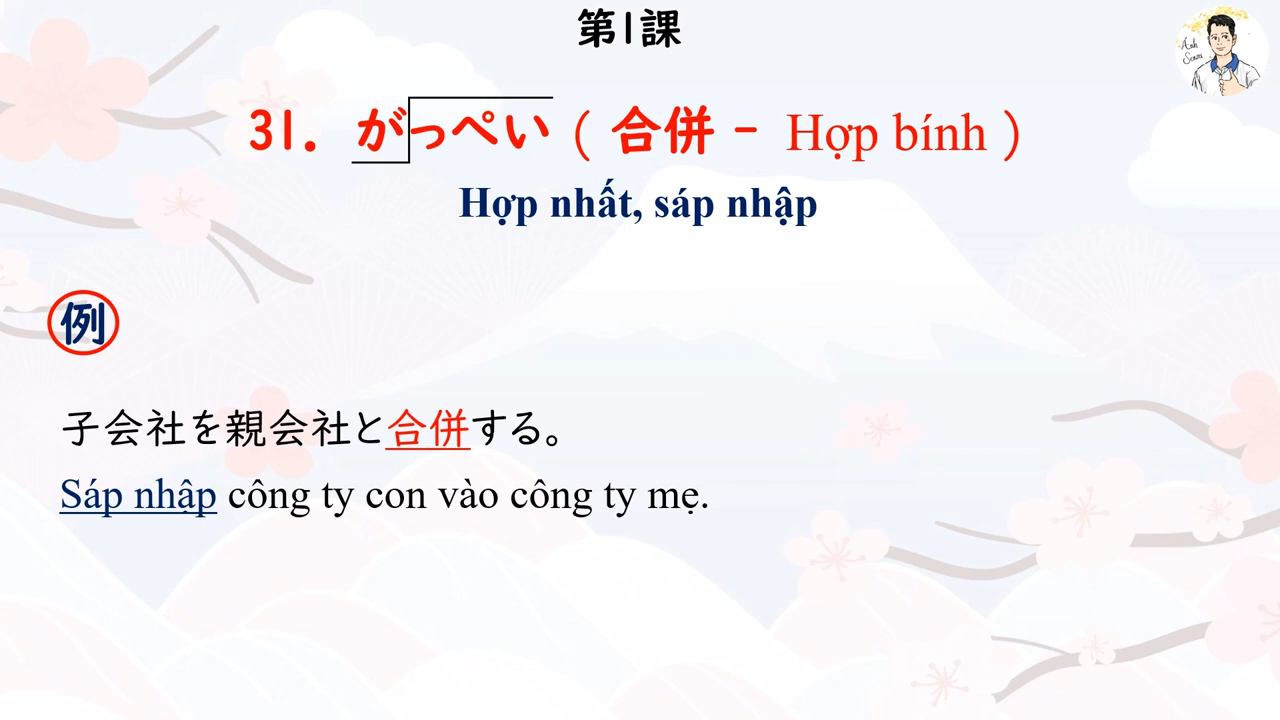 第1課
Ánh
Sensei
31. がっぺい ( 合併 - Hợp bính )
Hợp nhất, sáp nhập
例
子会社を親会社と合併する。
Sáp nhập công ty con vào công ty mẹ.